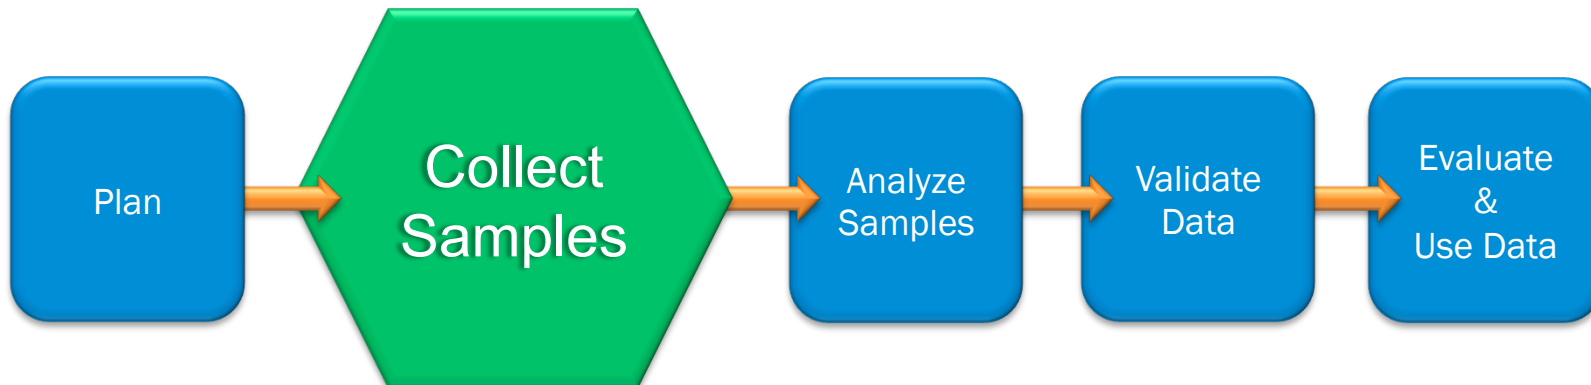 Plan
Collect
Samples
Analyze
Samples
Validate
Data
Evaluate
&
Use Data